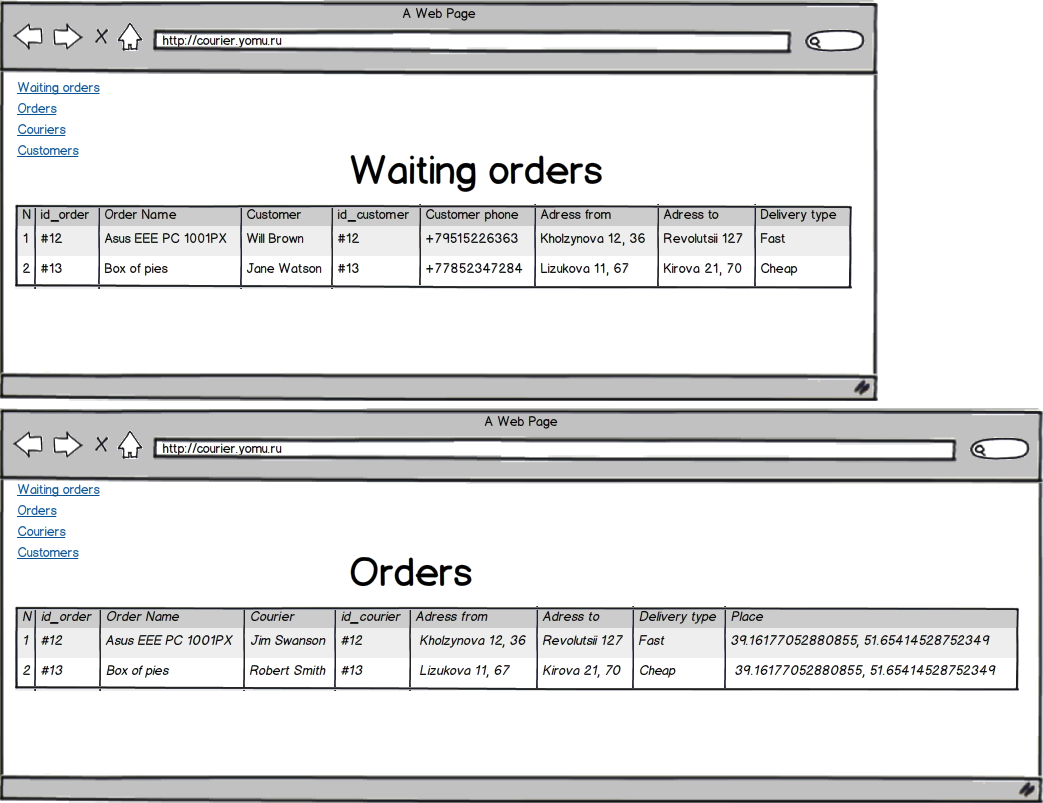 A Web Page
http://courier.yomu.ru
Waiting orders
Orders
Couriers
Customers
Waiting orders
N id_order Order Name Customer id_customer Customer phone Adress from Adress to Delivery type
1 #12 Asus EEE PC 1001PX Will Brown #12 +79515226363 Kholzynova 12, 36 Revolutsii 127 Fast
2 #13 Box of pies Jane Watson #13 +77852347284 Lizukova 11, 67 Kirova 21, 70 Cheap
A Web Page
http://courier.yomu.ru
Waiting orders
Orders
Couriers
Customers
Orders
N id_order Order Name Courier id_courier Adress from Adress to Delivery type Place
1 #12 Asus EEE PC 1001PX Jim Swanson #12 Kholzynova 12, 36 Revolutsii 127 Fast 39.16177052880855, 51.65414528752349
2 #13 Box of pies Robert Smith #13 Lizukova 11, 67 Kirova 21, 70 Cheap 39.16177052880855, 51.65414528752349